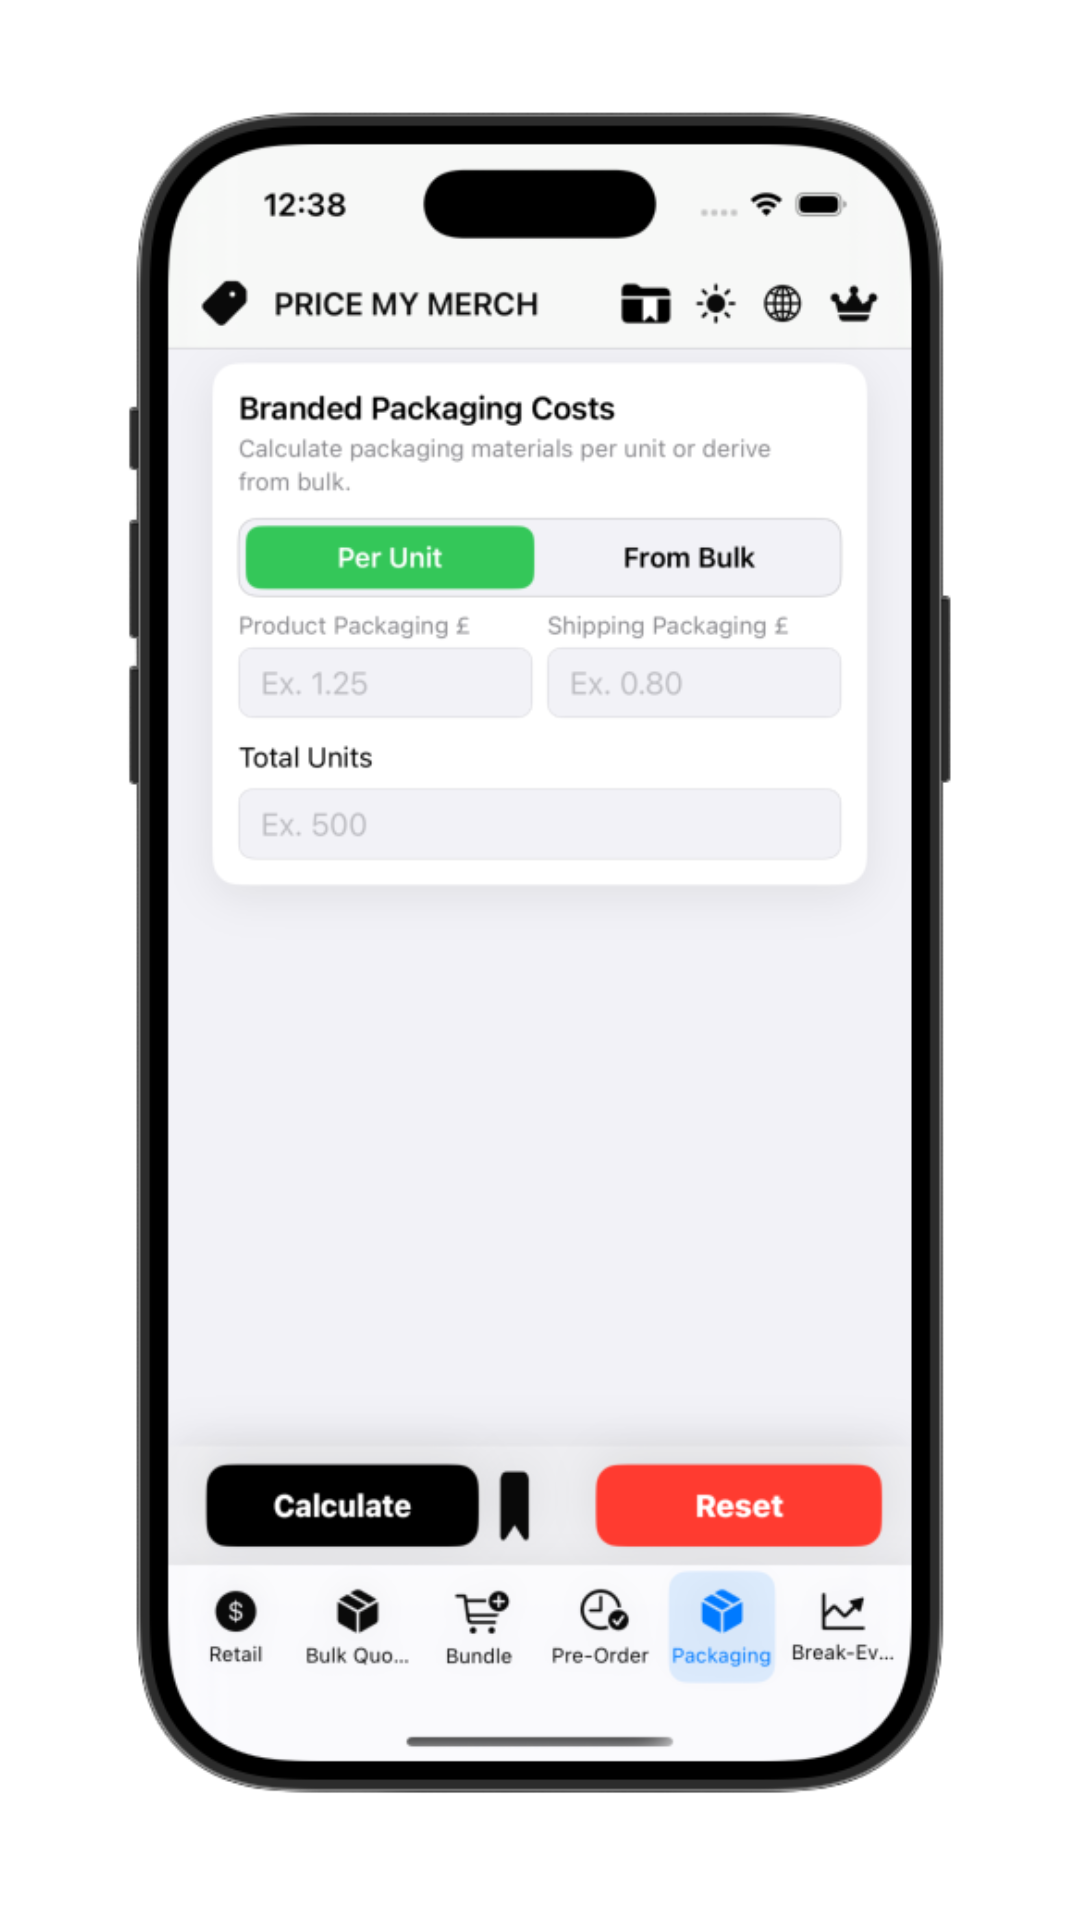 12:38
PRICE MY MERCH
Branded Packaging Costs
Calculate packaging materials per unit or derive
from bulk.
Per Unit
From Bulk
Product Packaging £
Shipping Packaging £
Ex. 1.25
Ex. 0.80
Total Units
Ex. 500
Calculate
Reset
$
Retail
Bulk Quo...
Bundle
Pre-Order
Packaging
Break-Ev...